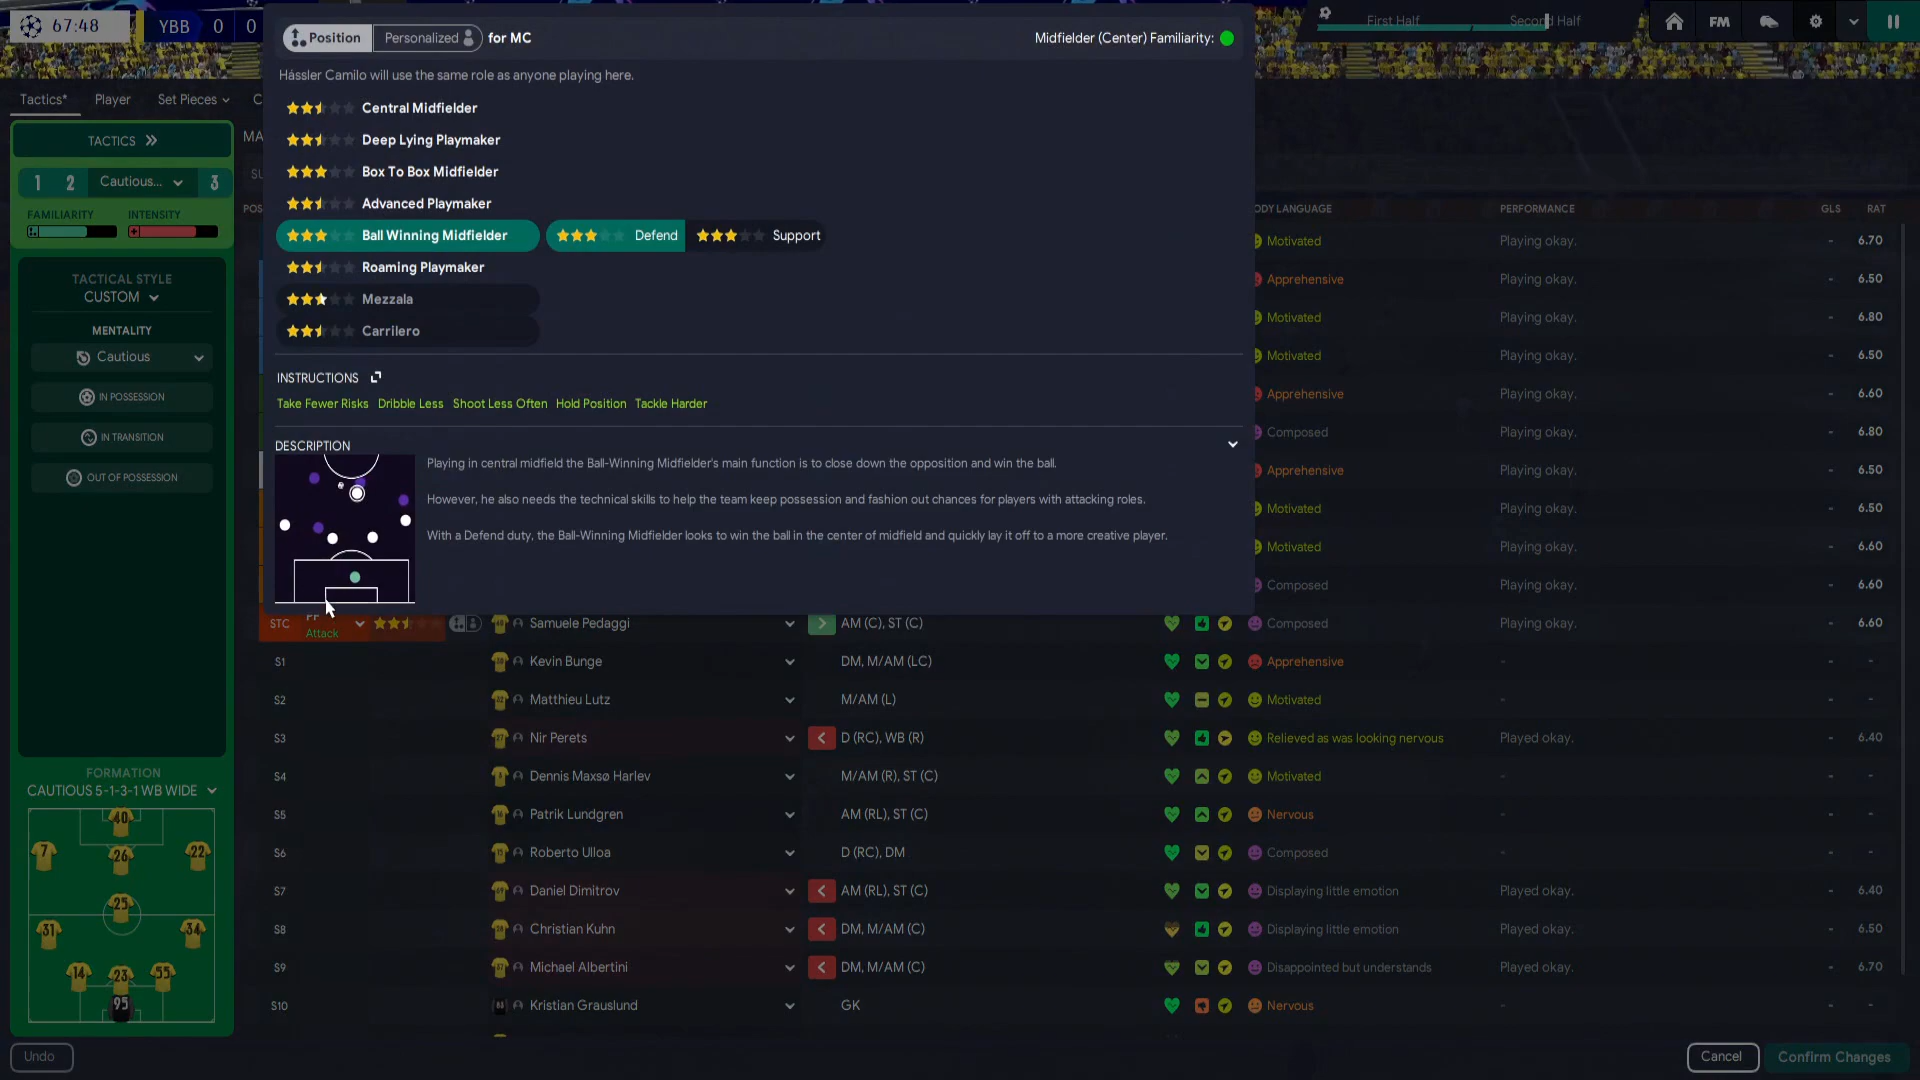 67:48 YBB 0 0
First Half Second Half
FM
Position Personalized for MC
Midfielder (Center) Familiarity:
Hássler Camilo will use the same role as anyone playing here.
Tactics* Player Set Pieces
Central Midfielder
Deep Lying Playmaker
Box To Box Midfielder
Advanced Playmaker
Ball Winning Midfielder Defend Support
Roaming Playmaker
Mezzala
Carrilero
INSTRUCTIONS
Take Fewer Risks Dribble Less Shoot Less Often Hold Position Tackle Harder
DESCRIPTION
Playing in central midfield the Ball-Winning Midfielder's main function is to close down the opposition and win the ball.
However, he also needs the technical skills to help the team keep possession and fashion out chances for players with attacking roles.
With a Defend duty, the Ball-Winning Midfielder looks to win the ball in the center of midfield and quickly lay it off to a more creative player.
TACTICS
1 2 Cautious... 3
FAMILIARITY INTENSITY
TACTICAL STYLE
CUSTOM
MENTALITY
Cautious
IN POSSESSION
IN TRANSITION
OUT OF POSSESSION
FORMATION
CAUTIOUS 5-1-3-1 WB WIDE
40
7 26 22
25
31 34
14 23 55
95
PERFORMANCE GLS RAT
Motivated Playing okay. - 6.70
Apprehensive Playing okay. - 6.50
Motivated Playing okay. - 6.80
Motivated Playing okay. - 6.50
Apprehensive Playing okay. - 6.60
Composed Playing okay. - 6.80
Apprehensive Playing okay. - 6.50
Motivated Playing okay. - 6.50
Motivated Playing okay. - 6.60
Composed Playing okay. - 6.60
STC Attack Samuele Pedaggi AM (C), ST (C) Composed Playing okay. - 6.60
S1 Kevin Bunge DM, M/AM (LC) Apprehensive - - -
S2 Matthieu Lutz M/AM (L) Motivated - - -
S3 Nir Perets D (RC), WB (R) Relieved as was looking nervous Played okay. - 6.40
S4 Dennis Maxsø Harlev M/AM (R), ST (C) Motivated - - -
S5 Patrik Lundgren AM (RL), ST (C) Nervous - - -
S6 Roberto Ulloa D (RC), DM Composed - - -
S7 Daniel Dimitrov AM (RL), ST (C) Displaying little emotion Played okay. - 6.40
S8 Christian Kuhn DM, M/AM (C) Displaying little emotion Played okay. - 6.50
S9 Michael Albertini DM, M/AM (C) Disappointed but understands Played okay. - 6.70
S10 Kristian Grauslund GK Nervous - - -
Undo Cancel Confirm Changes